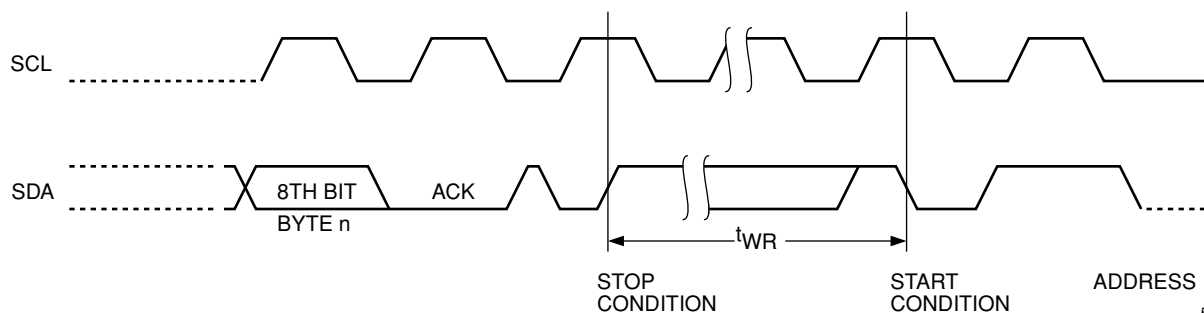 SCL
SDA
8TH BIT
ACK
BYTE n
tWR
STOP
CONDITION
START
CONDITION
ADDRESS